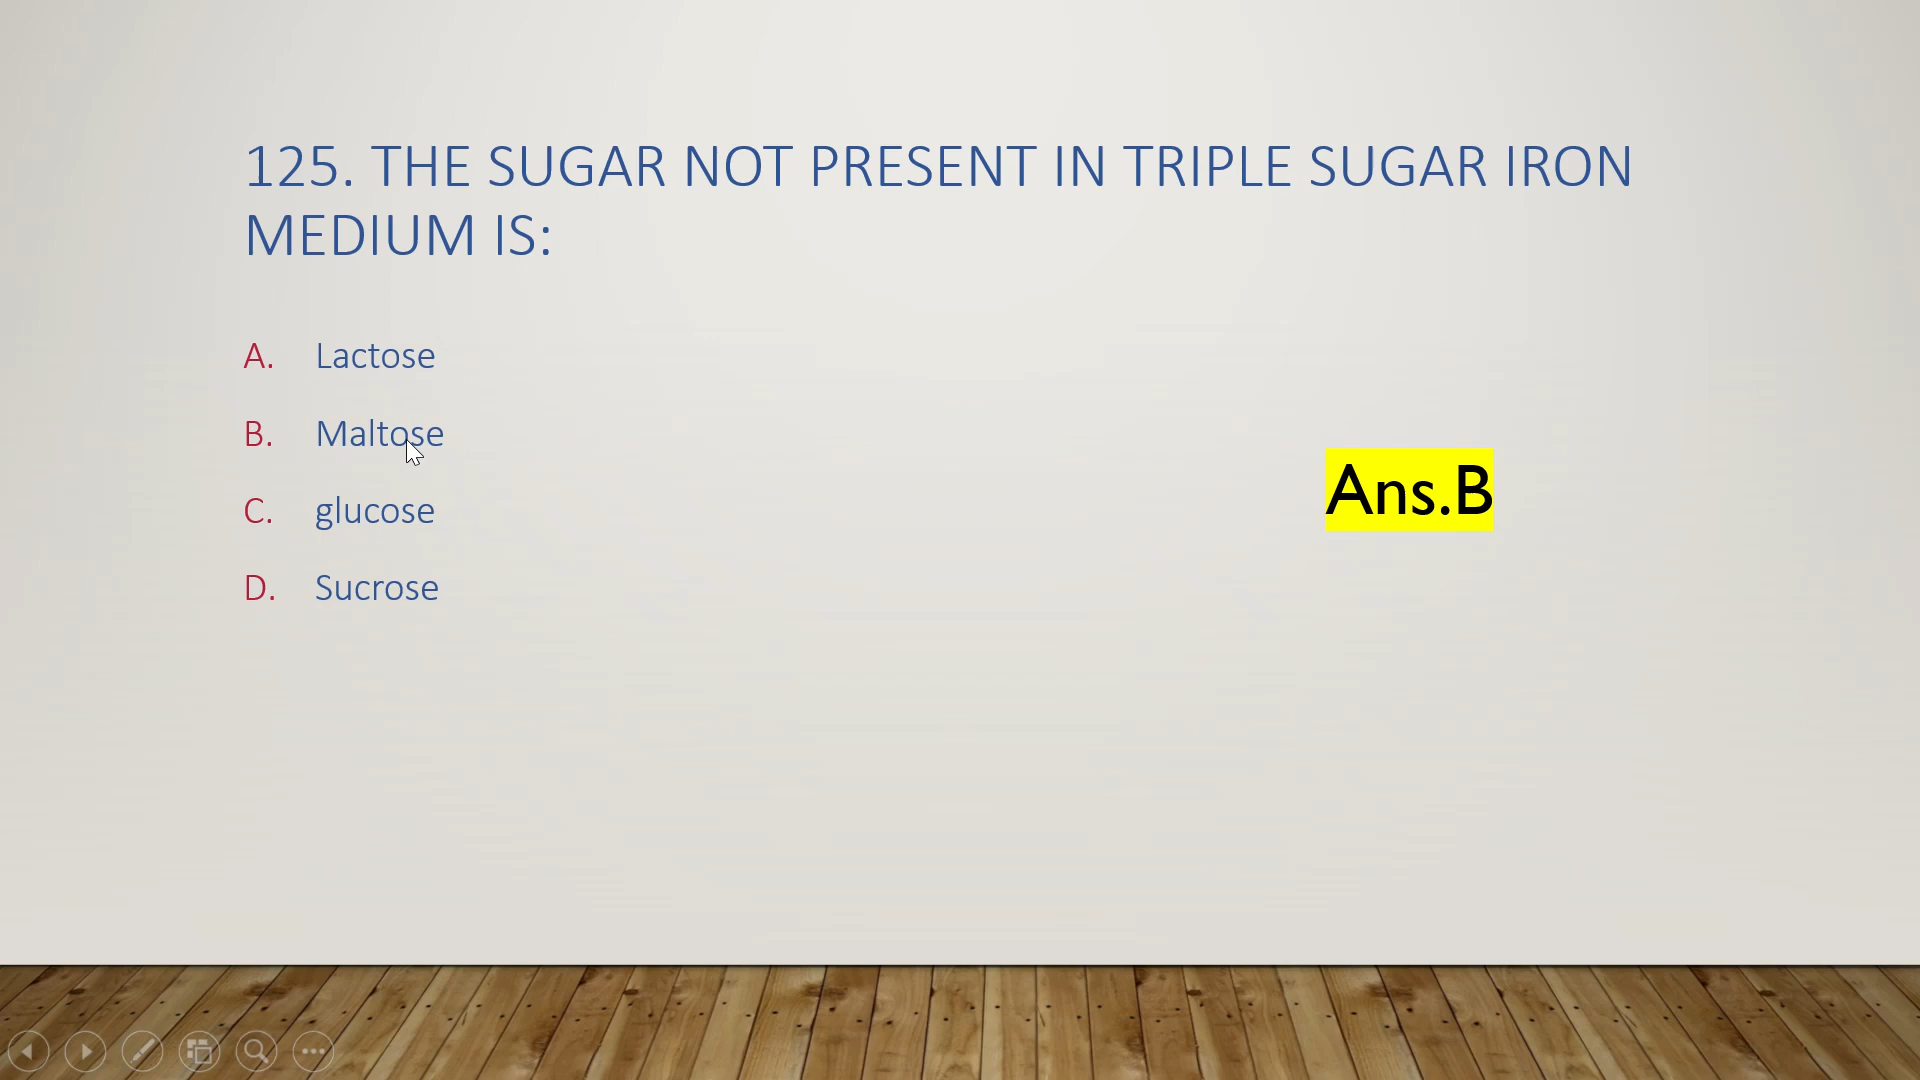 125. THE SUGAR NOT PRESENT IN TRIPLE SUGAR IRON
MEDIUM IS:
A. Lactose
B. Maltose
C. glucose
D. Sucrose
Ans.B